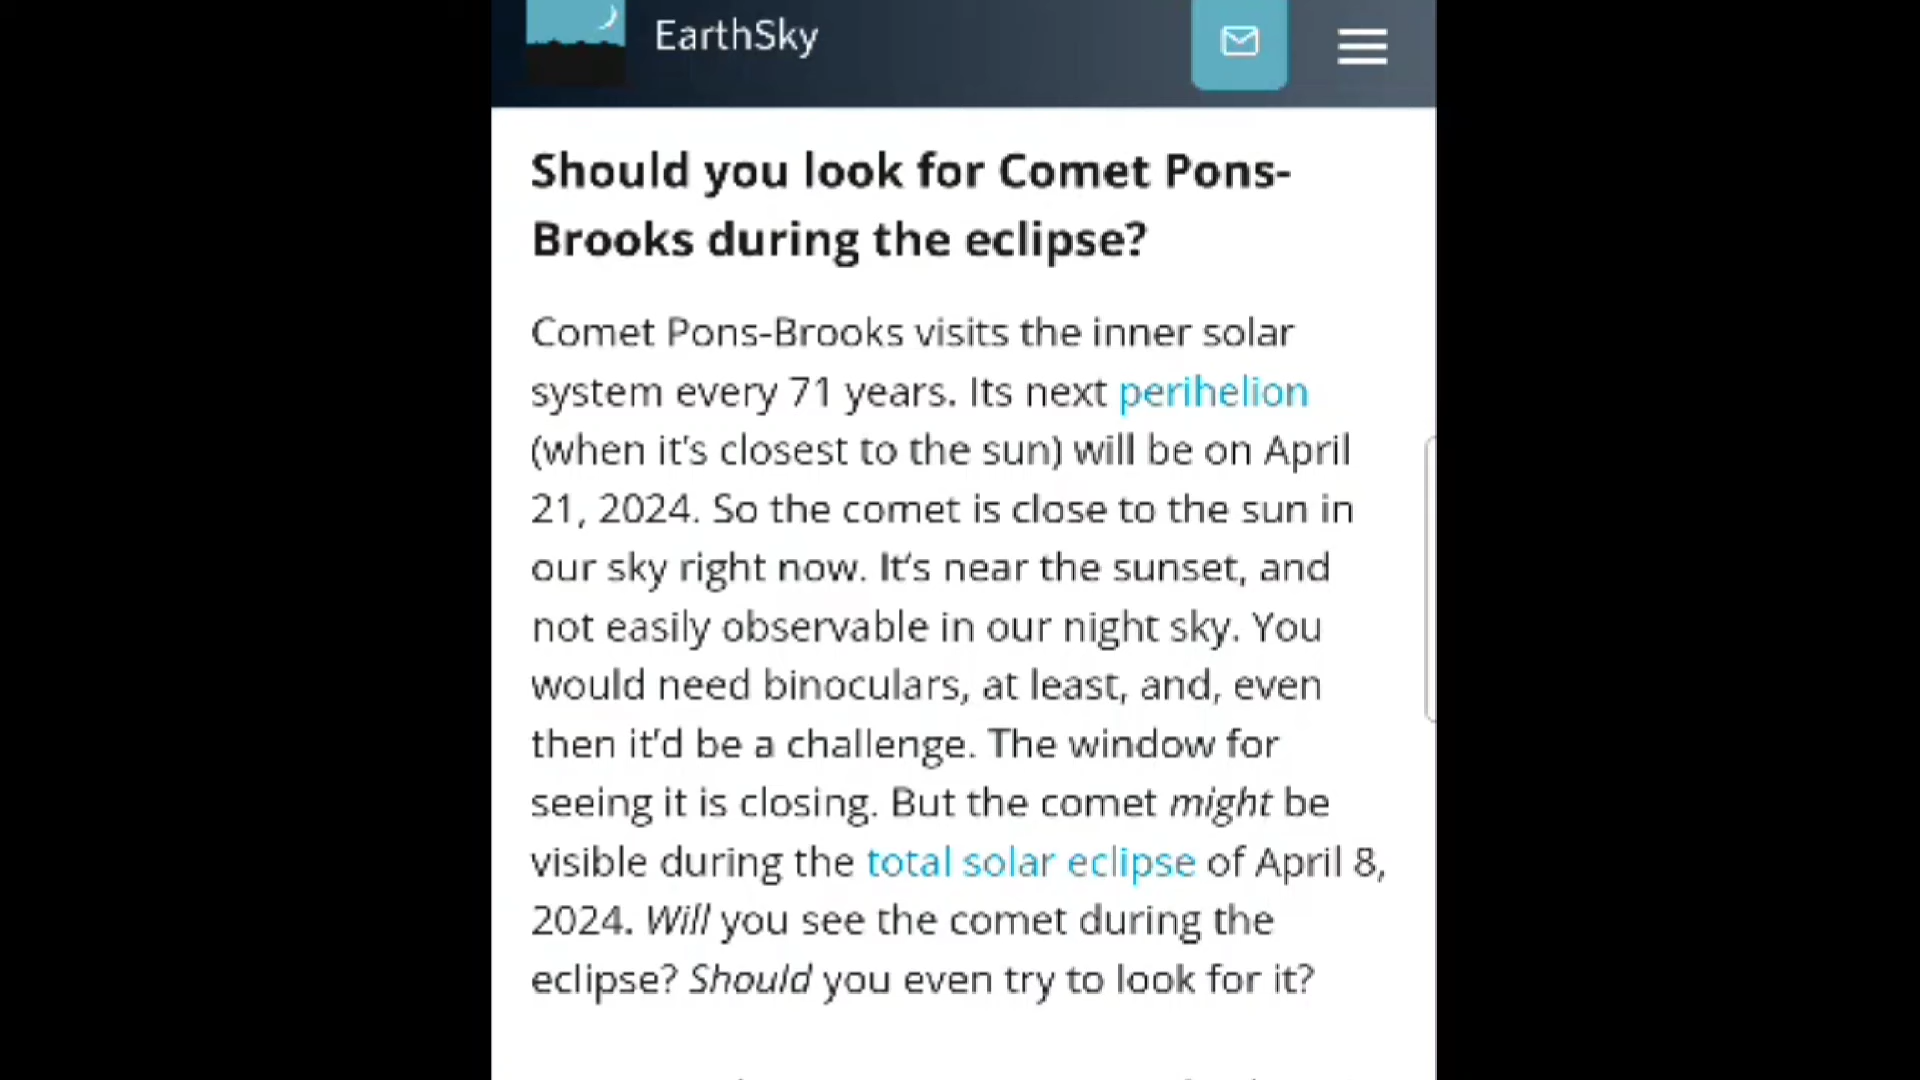 EarthSky
Should you look for Comet Pons-
Brooks during the eclipse?
Comet Pons-Brooks visits the inner solar
system every 71 years. Its next perihelion
(when it's closest to the sun) will be on April
21, 2024. So the comet is close to the sun in
our sky right now. It's near the sunset, and
not easily observable in our night sky. You
would need binoculars, at least, and, even
then it'd be a challenge. The window for
seeing it is closing. But the comet might be
visible during the total solar eclipse of April 8,
2024. Will you see the comet during the
eclipse? Should you even try to look for it?